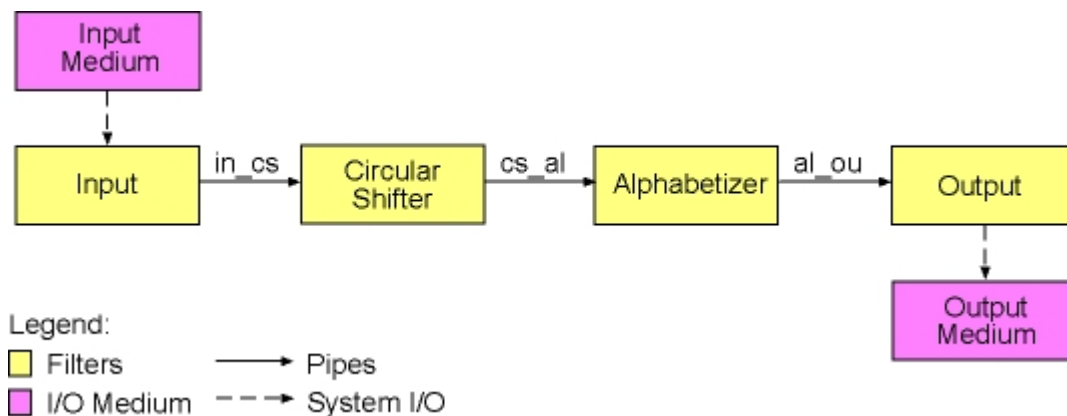 Input
Medium
Input
in_cs
Circular
Shifter
cs_al
Alphabetizer
al_ou
Output
Output
Medium
Legend:
Filters
Pipes
I/O Medium
System I/O